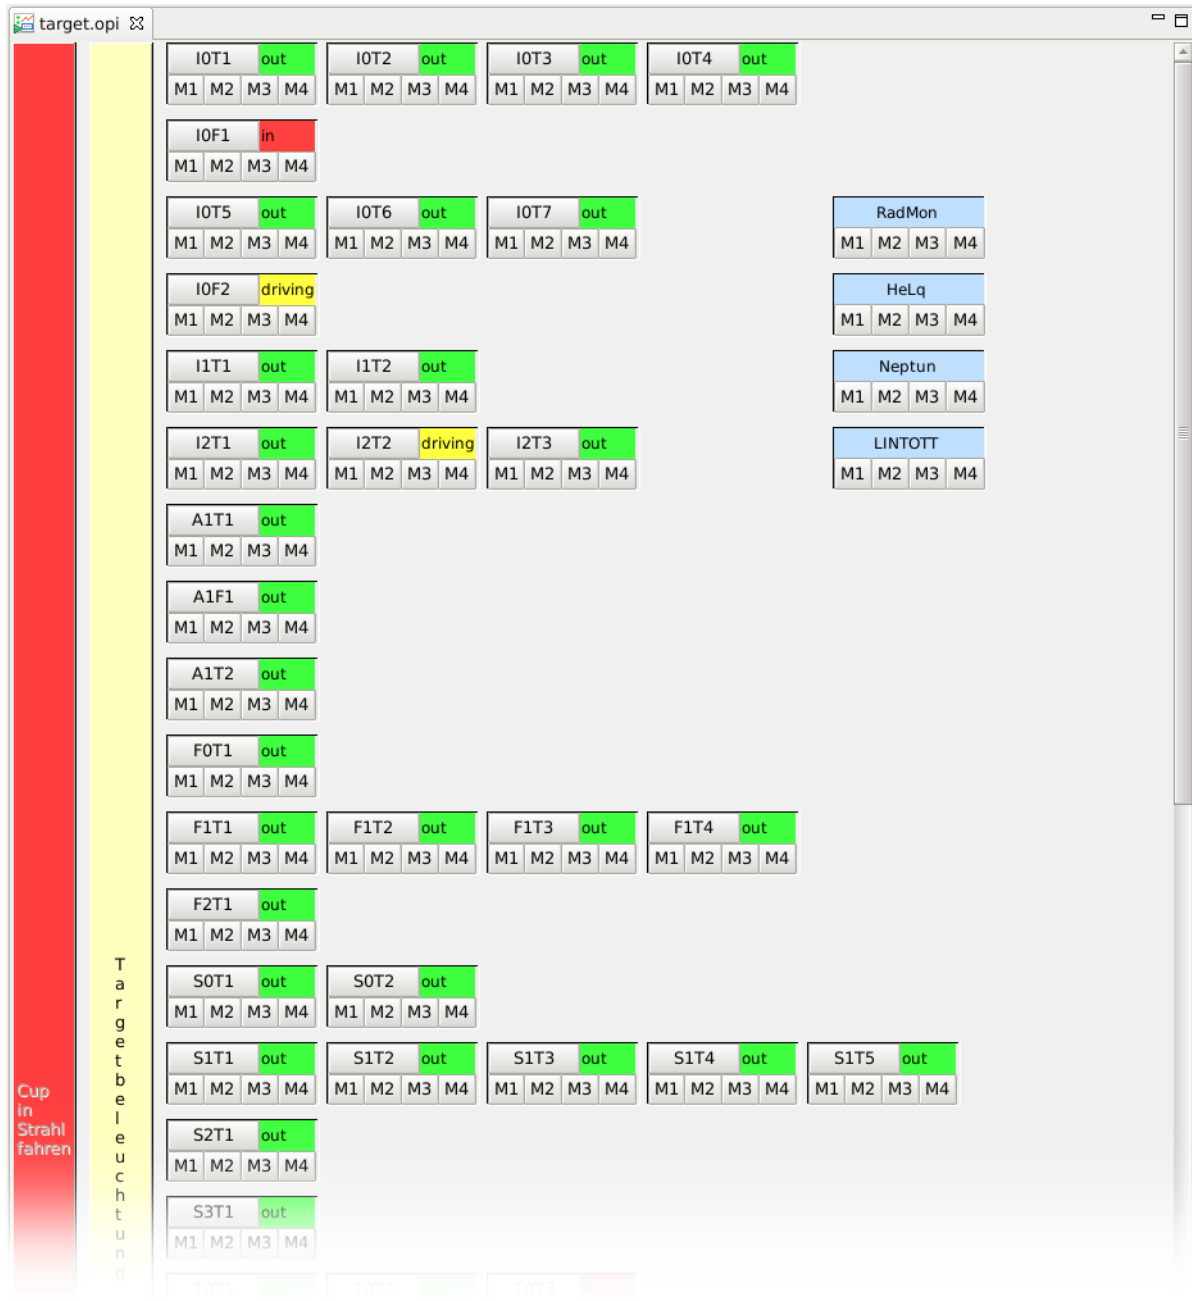 target.opi
I0T1 out I0T2 out I0T3 out I0T4 out
M1 M2 M3 M4 M1 M2 M3 M4 M1 M2 M3 M4 M1 M2 M3 M4
I0F1 in
M1 M2 M3 M4
I0T5 out I0T6 out I0T7 out RadMon
M1 M2 M3 M4 M1 M2 M3 M4 M1 M2 M3 M4 M1 M2 M3 M4
I0F2 driving HeLq
M1 M2 M3 M4 M1 M2 M3 M4
I1T1 out I1T2 out Neptun
M1 M2 M3 M4 M1 M2 M3 M4 M1 M2 M3 M4
I2T1 out I2T2 driving I2T3 out LINTOTT
M1 M2 M3 M4 M1 M2 M3 M4 M1 M2 M3 M4 M1 M2 M3 M4
A1T1 out
M1 M2 M3 M4
A1F1 out
M1 M2 M3 M4
A1T2 out
M1 M2 M3 M4
F0T1 out
M1 M2 M3 M4
F1T1 out F1T2 out F1T3 out F1T4 out
M1 M2 M3 M4 M1 M2 M3 M4 M1 M2 M3 M4 M1 M2 M3 M4
F2T1 out
M1 M2 M3 M4
S0T1 out S0T2 out
M1 M2 M3 M4 M1 M2 M3 M4
S1T1 out S1T2 out S1T3 out S1T4 out S1T5 out
M1 M2 M3 M4 M1 M2 M3 M4 M1 M2 M3 M4 M1 M2 M3 M4 M1 M2 M3 M4
S2T1 out
M1 M2 M3 M4
S3T1 out
M1 M2 M3 M4
T0T1 out T0T2 out T0T3
Cup
in
Strahl
fahren
Targetbeleuchtung